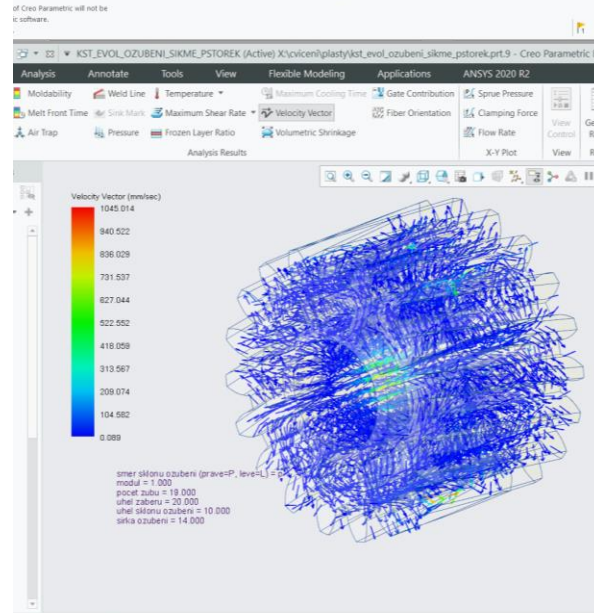 of Creo Parametric will not be
ic software.
KST_EVOL_OZUBENI_SIKME_PSTOREK (Active) X:\cviceni\plasty\kst_evol_ozubeni_sikme_pstorek.prt.9 - Creo Parametric
Analysis Annotate Tools View Flexible Modeling Applications ANSYS 2020 R2
Moldability Weld Line Temperature Maximum Cooling Time Gate Contribution Sprue Pressure
Melt Front Time Sink Mark Maximum Shear Rate Velocity Vector Fiber Orientation Clamping Force View Control
Air Trap Pressure Frozen Layer Ratio Volumetric Shrinkage Flow Rate
Analysis Results X-Y Plot View
Velocity Vector (mm/sec)
1045.014
940.522
836.029
731.537
627.044
522.552
418.059
313.567
209.074
104.582
0.089
smer sklonu ozubeni (prave=P, leve=L) =
modul = 1.000
pocet zubu = 19.000
uhel zaberu = 20.000
uhel sklonu ozubeni = 10.000
sirka ozubeni = 14.000